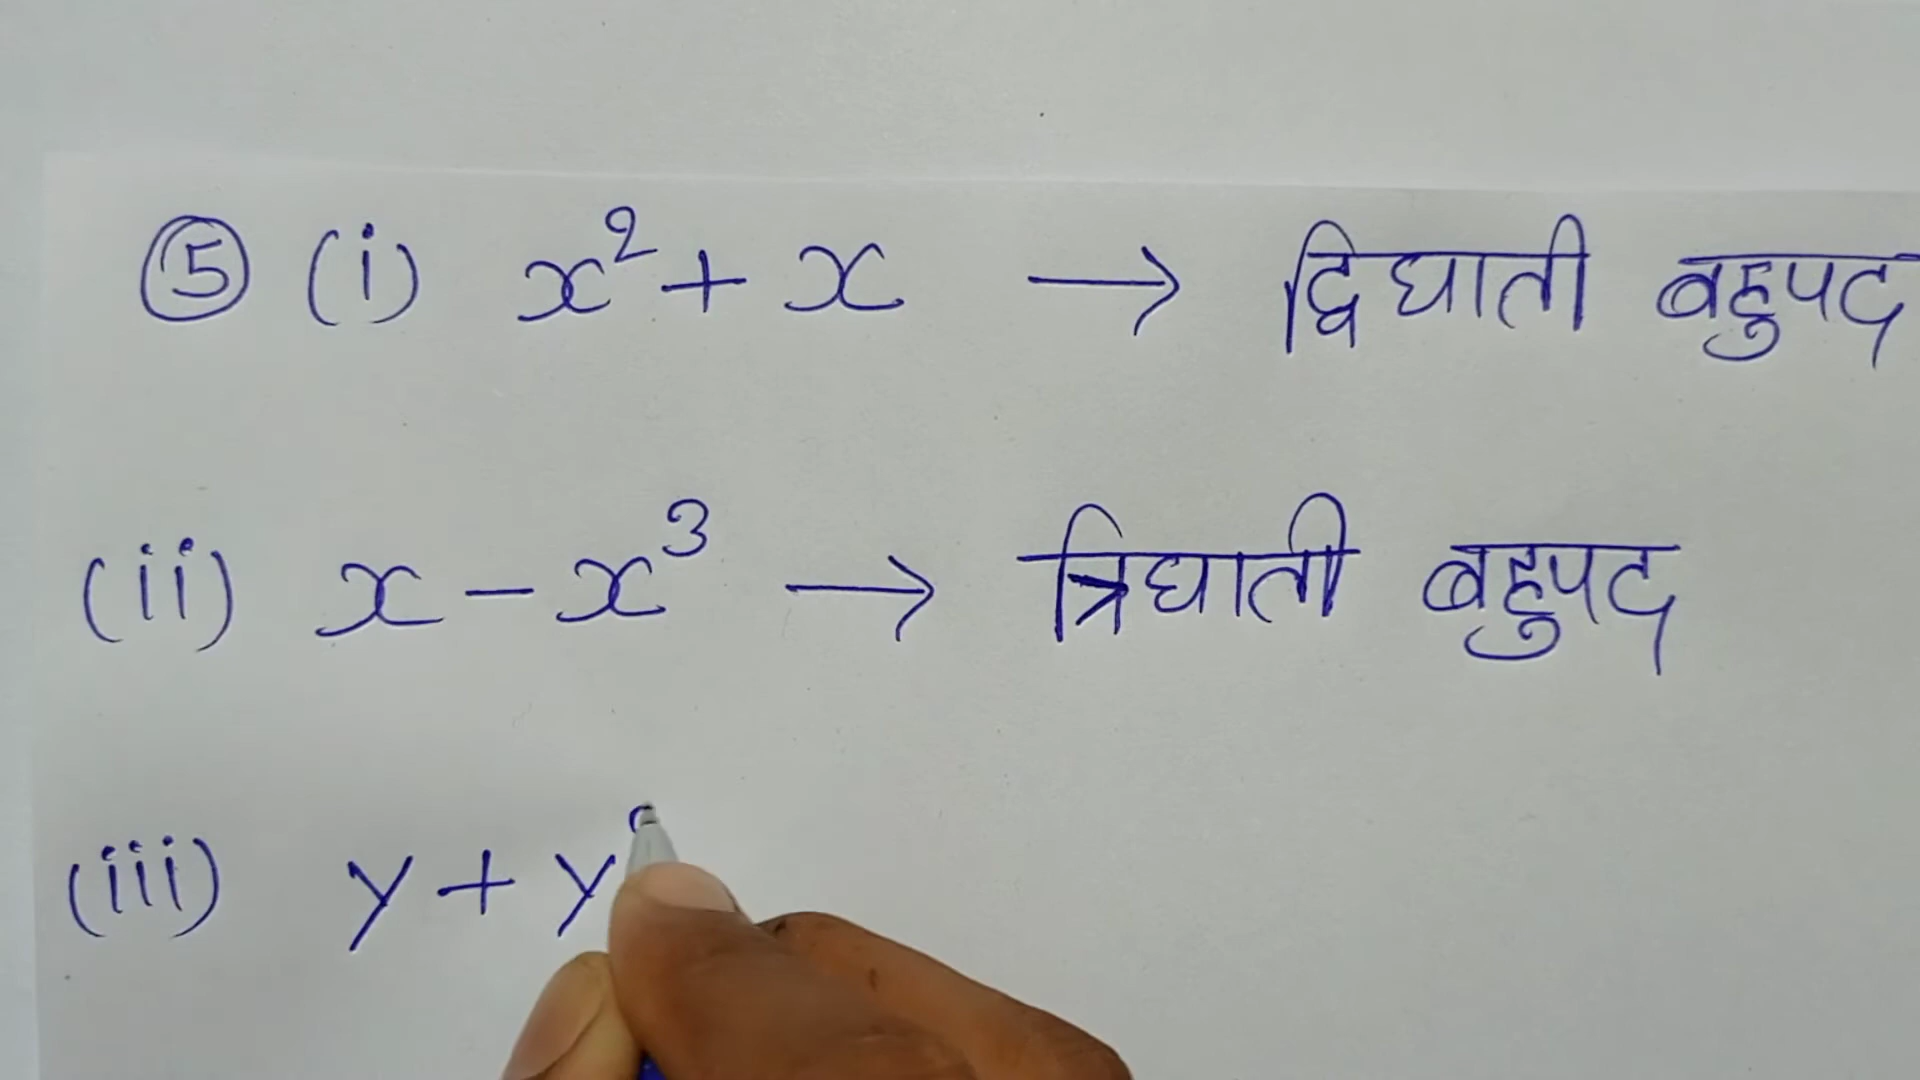 ⑤ (i) x² + x → द्विघाती बहुपद
(ii) x - x³ → त्रिघाती बहुपद
(iii) y + y